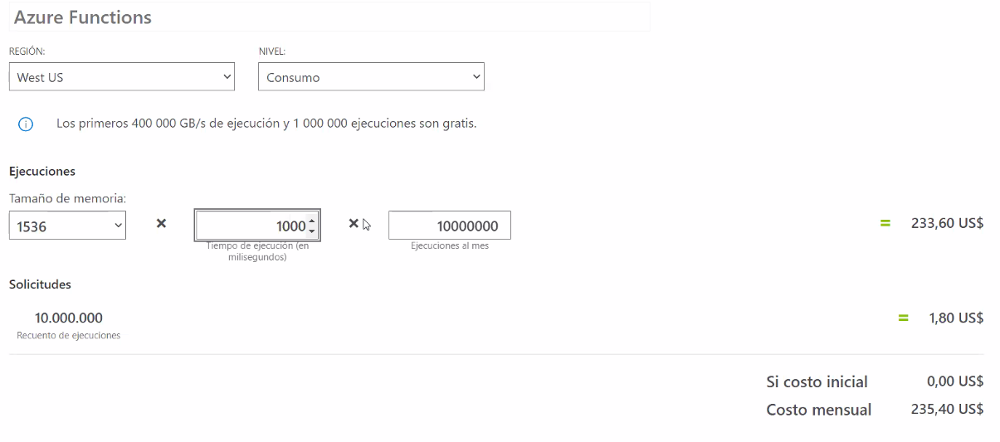 Azure Functions
REGIÓN: NIVEL:
West US Consumo
Los primeros 400 000 GB/s de ejecución y 1 000 000 ejecuciones son gratis.
Ejecuciones
Tamaño de memoria:
1536 × 1000 × 10000000 = 233,60 US$
Tiempo de ejecución (en milisegundos) Ejecuciones al mes
Solicitudes
10.000.000 = 1,80 US$
Recuento de ejecuciones
Si costo inicial 0,00 US$
Costo mensual 235,40 US$